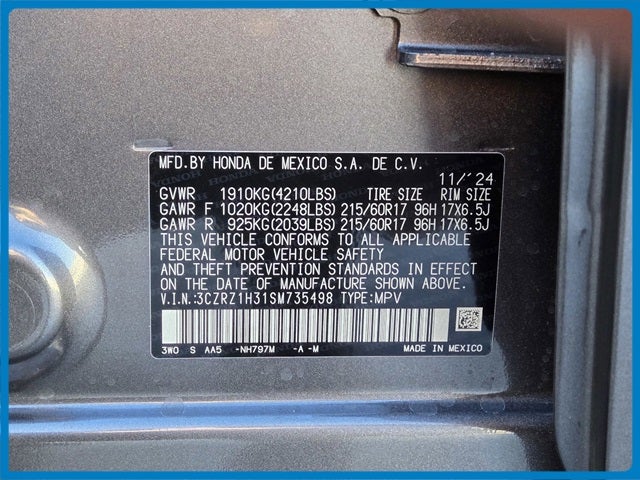 MFD.BY HONDA DE MEXICO S.A. DE C.V.
11/'24
GVWR 1910KG(4210LBS) TIRE SIZE RIM SIZE
GAWR F 1020KG(2248LBS) 215/60R17 96H 17X6.5J
GAWR R 925KG(2039LBS) 215/60R17 96H 17X6.5J
THIS VEHICLE CONFORMS TO ALL APPLICABLE
FEDERAL MOTOR VEHICLE SAFETY
AND THEFT PREVENTION STANDARDS IN EFFECT
ON THE DATE OF MANUFACTURE SHOWN ABOVE.
V.I.N.:3CZRZ1H31SM735498 TYPE:MPV
3W0 S AA5 -NH797M -A -M MADE IN MEXICO